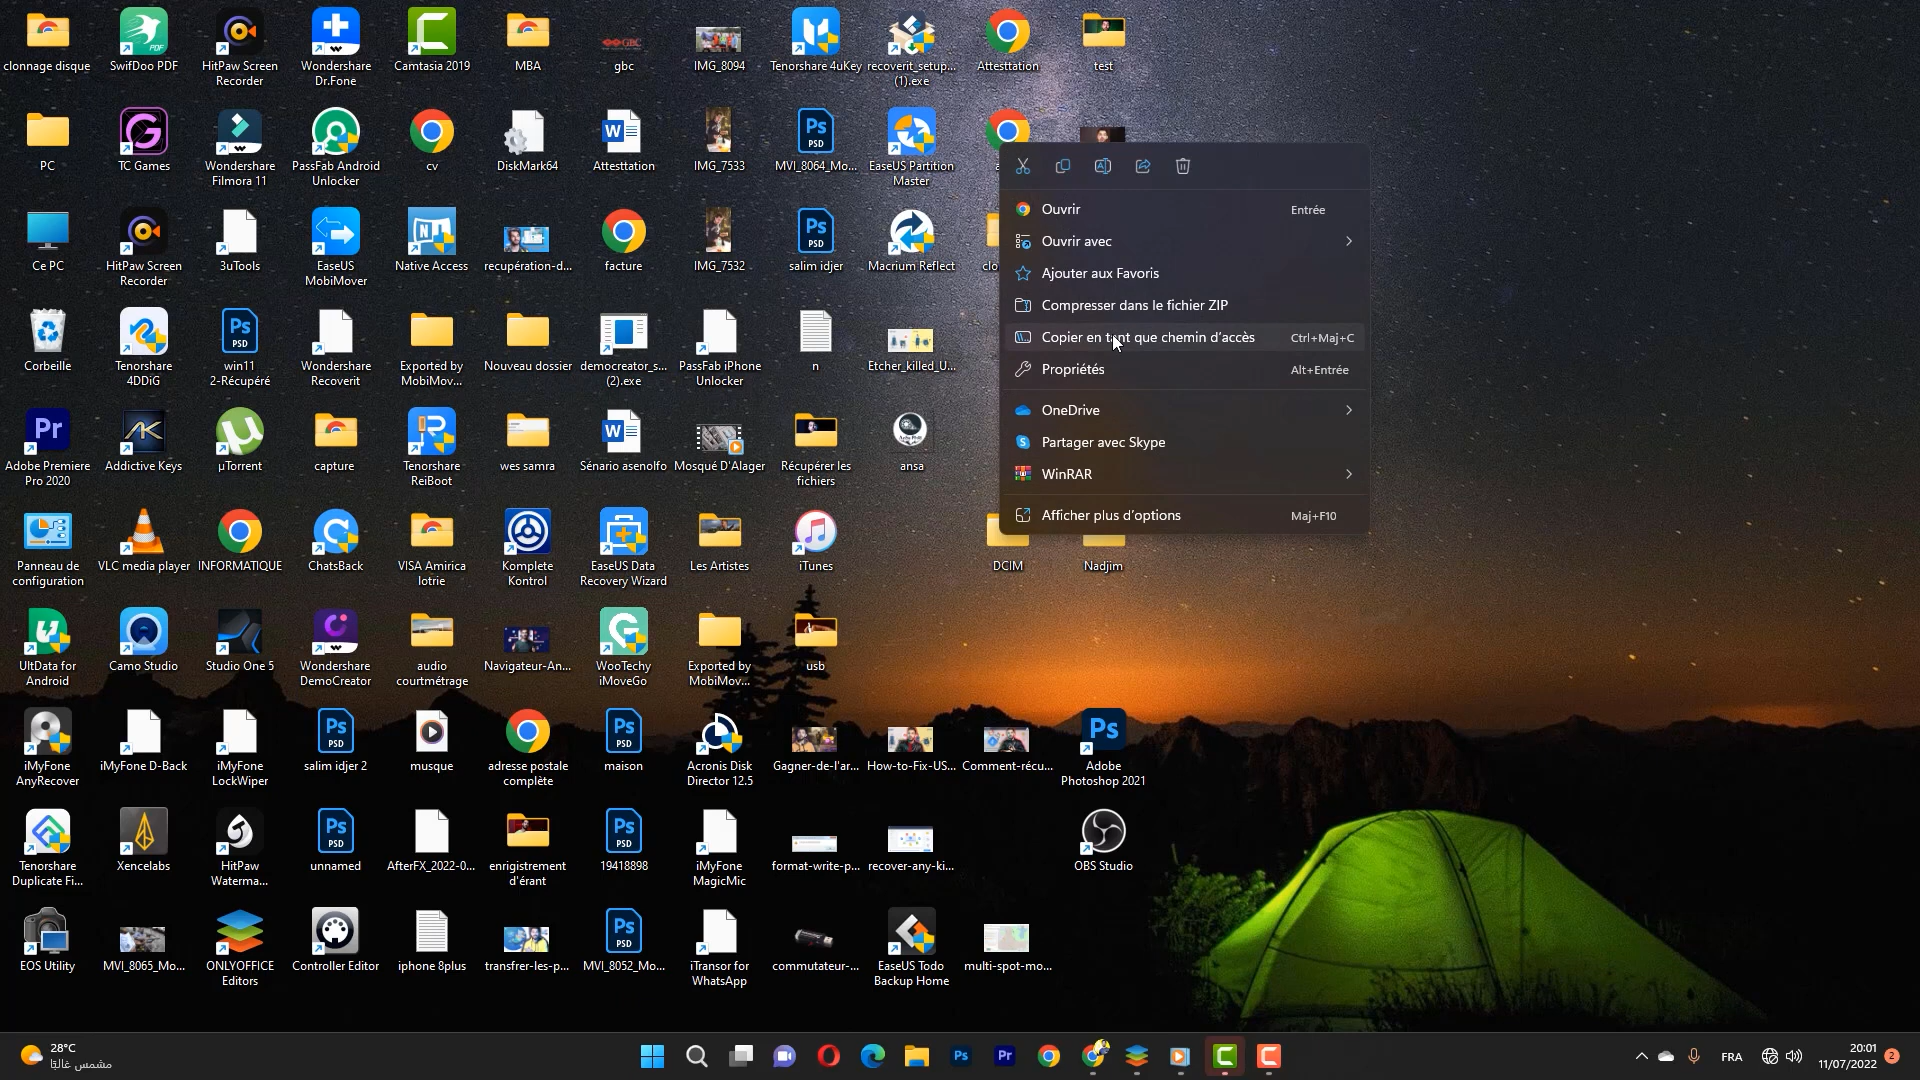 clonnage disque
SwifDoo PDF
HitPaw Screen
Recorder
Wondershare
Dr.Fone
Camtasia 2019
MBA
gbc
IMG_8094
Tenorshare 4uKey
recoverit_setup...
(1).exe
Attesttation
test
PC
TC Games
Wondershare
Filmora 11
PassFab Android
Unlocker
cv
DiskMark64
Attesttation
IMG_7533
MVI_8064_Mo...
EaseUS Partition
Master
Ce PC
HitPaw Screen
Recorder
3uTools
EaseUS
MobiMover
Native Access
recupération-d...
facture
IMG_7532
salim idjer
Macrium Reflect
Corbeille
Tenorshare
4DDiG
win11
2-Récupéré
Wondershare
Recoverit
Exported by
MobiMov...
Nouveau dossier
democreator_s...
(2).exe
PassFab iPhone
Unlocker
n
Etcher_killed_U...
Adobe Premiere
Pro 2020
Addictive Keys
µTorrent
capture
Tenorshare
ReiBoot
wes samra
Sénario asenolfo
Mosqué D'Alager
Récupérer les
fichiers
ansa
Panneau de
configuration
VLC media player
INFORMATIQUE
ChatsBack
VISA Amirica
lotrie
Komplete
Kontrol
EaseUS Data
Recovery Wizard
Les Artistes
iTunes
DCIM
Nadjim
UltData for
Android
Camo Studio
Studio One 5
Wondershare
DemoCreator
audio
courtmétrage
Navigateur-An...
WooTechy
iMoveGo
Exported by
MobiMov...
usb
iMyFone
AnyRecover
iMyFone D-Back
iMyFone
LockWiper
salim idjer 2
musque
adresse postale
complète
maison
Acronis Disk
Director 12.5
Gagner-de-l'ar...
How-to-Fix-US...
Comment-récu...
Adobe
Photoshop 2021
Tenorshare
Duplicate Fi...
Xencelabs
HitPaw
Waterma...
unnamed
AfterFX_2022-0...
enrigistrement
d'érant
19418898
iMyFone
MagicMic
format-write-p...
recover-any-ki...
OBS Studio
EOS Utility
MVI_8065_Mo...
ONLYOFFICE
Editors
Controller Editor
iphone 8plus
transfrer-les-p...
MVI_8052_Mo...
iTransor for
WhatsApp
commutateur-...
EaseUS Todo
Backup Home
multi-spot-mo...
Ouvrir Entrée
Ouvrir avec
Ajouter aux Favoris
Compresser dans le fichier ZIP
Copier en tant que chemin d'accès Ctrl+Maj+C
Propriétés Alt+Entrée
OneDrive
Partager avec Skype
WinRAR
Afficher plus d'options Maj+F10
28°C
مشمس غالبًا
FRA
20:01
11/07/2022
2